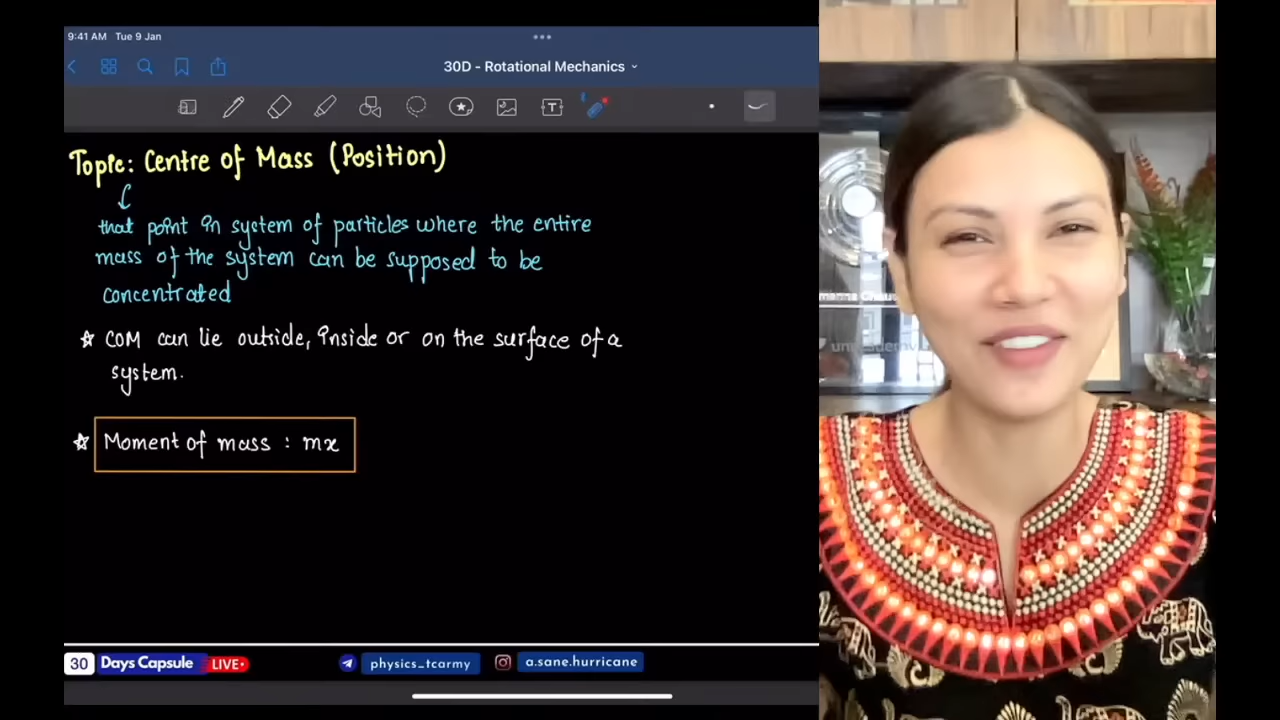 9:41 AM Tue 9 Jan
30D - Rotational Mechanics
Topic: Centre of Mass (Position)
that point in system of particles where the entire
mass of the system can be supposed to be
concentrated
☆ COM can lie outside, inside or on the surface of a
system.
☆ Moment of mass : mx
30 Days Capsule LIVE
physics_tcarmy
a.sane.hurricane